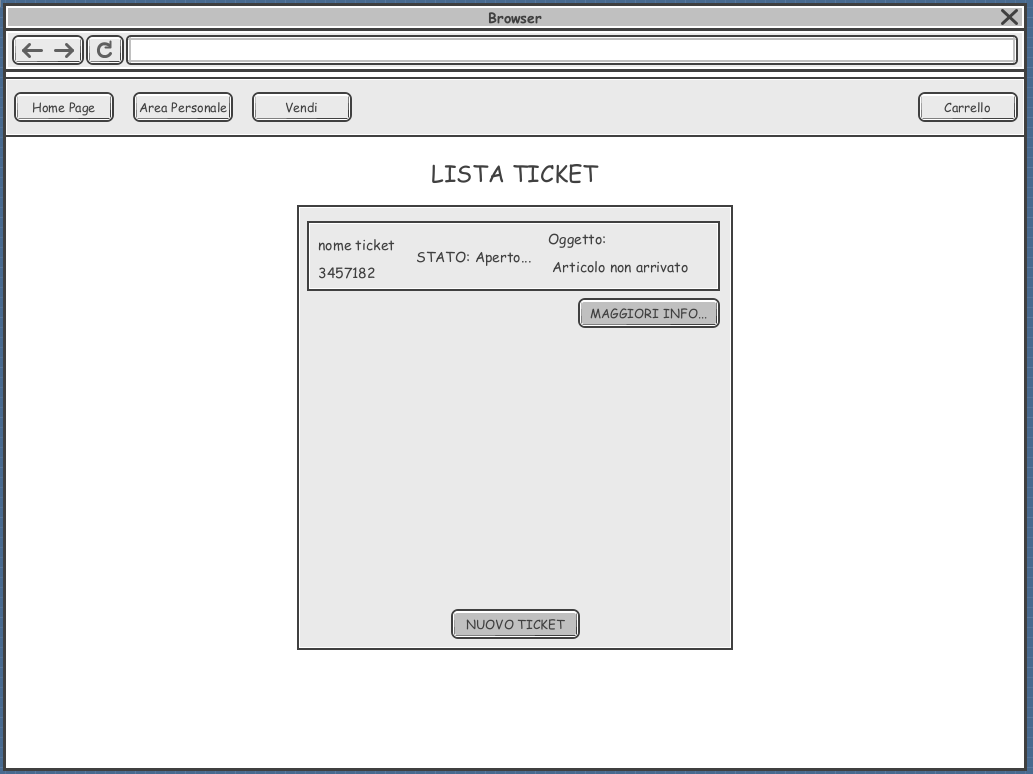 Browser
Home Page
Area Personale
Vendi
Carrello
LISTA TICKET
nome ticket
3457182
STATO: Aperto...
Oggetto:
Articolo non arrivato
MAGGIORI INFO...
NUOVO TICKET